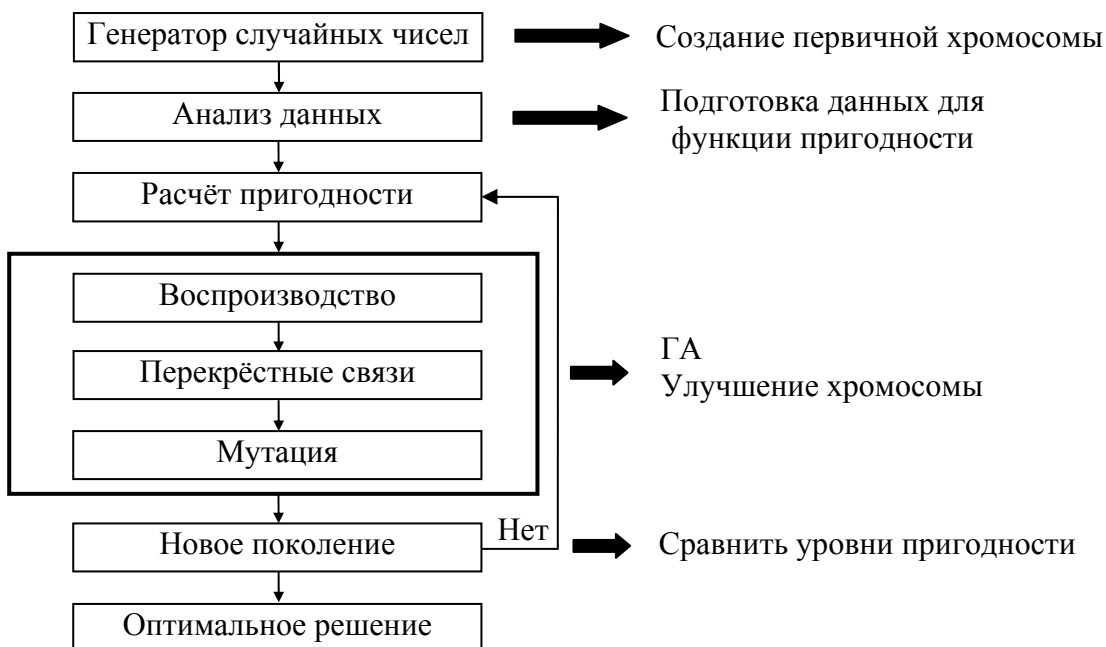 Генератор случайных чисел
Создание первичной хромосомы
Анализ данных
Подготовка данных для
функции пригодности
Расчёт пригодности
Воспроизводство
Перекрёстные связи
ГА
Улучшение хромосомы
Мутация
Новое поколение
Нет
Сравнить уровни пригодности
Оптимальное решение